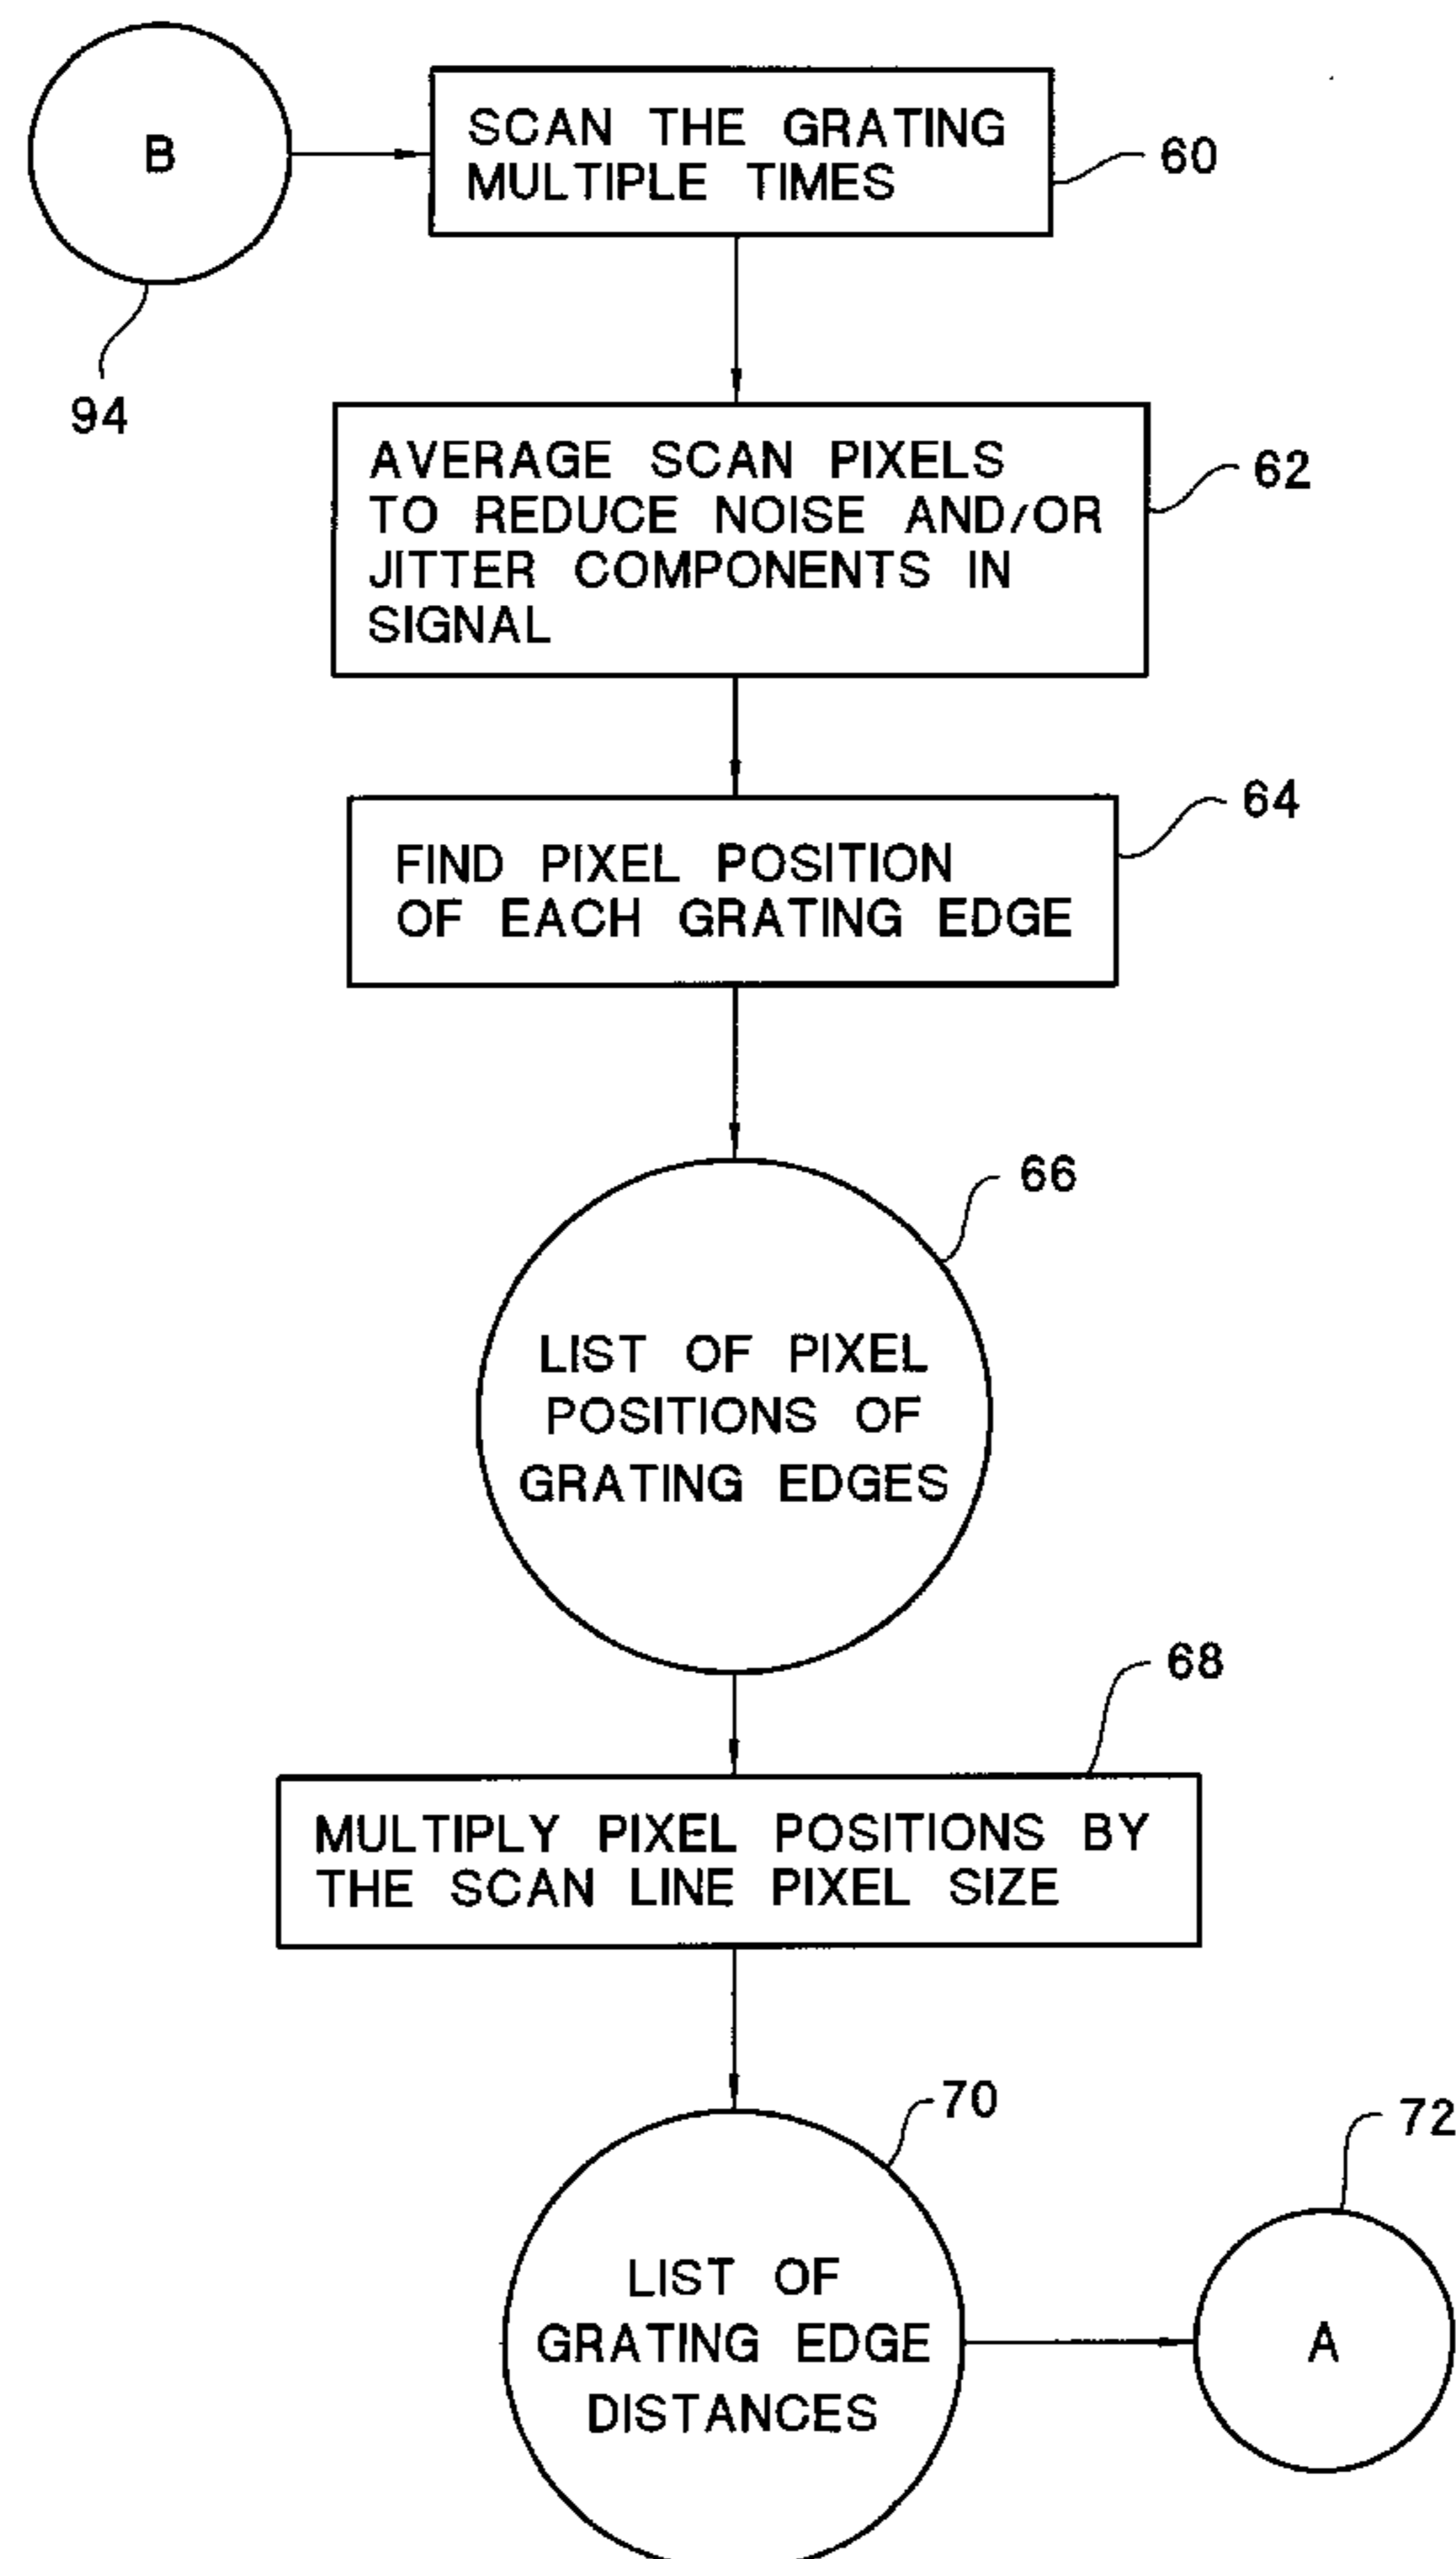 B
SCAN THE GRATING
MULTIPLE TIMES
60
94
AVERAGE SCAN PIXELS
TO REDUCE NOISE AND/OR
JITTER COMPONENTS IN
SIGNAL
62
FIND PIXEL POSITION
OF EACH GRATING EDGE
64
LIST OF PIXEL
POSITIONS OF
GRATING EDGES
66
MULTIPLY PIXEL POSITIONS BY
THE SCAN LINE PIXEL SIZE
68
LIST OF
GRATING EDGE
DISTANCES
70
A
72